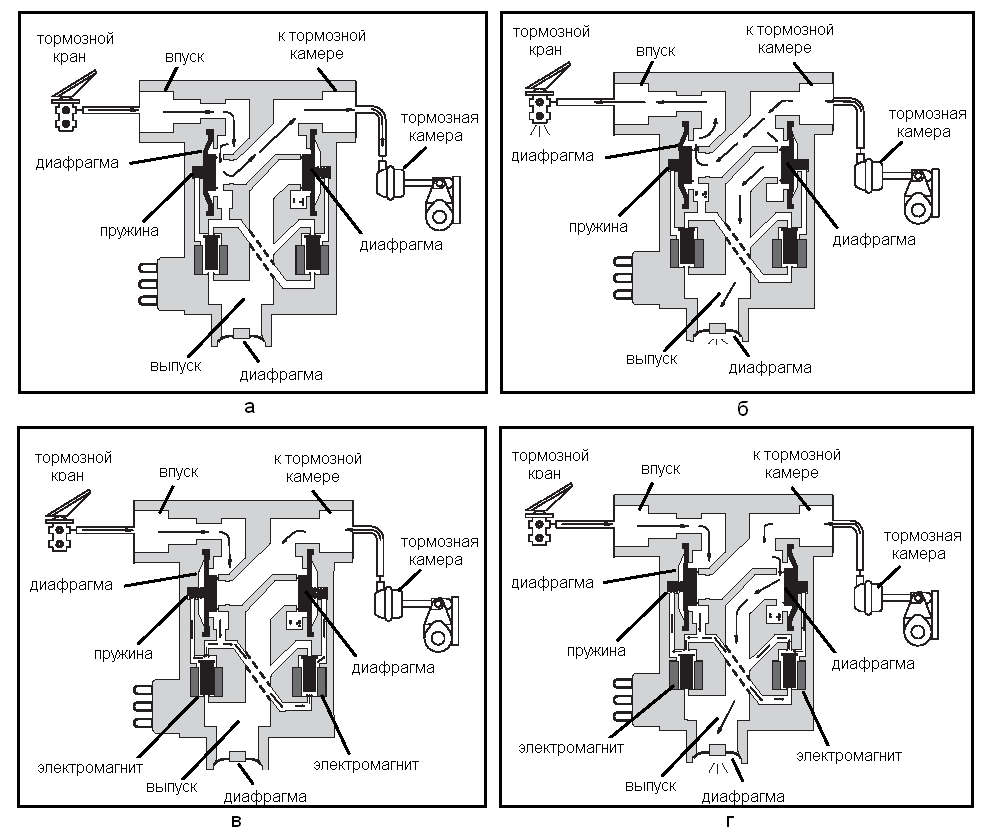 тормозной
кран
впуск
к тормозной
камере
тормозная
камера
диафрагма
пружина
диафрагма
выпуск
диафрагма
а
тормозной
кран
впуск
к тормозной
камере
тормозная
камера
диафрагма
пружина
диафрагма
выпуск
диафрагма
б
тормозной
кран
впуск
к тормозной
камере
тормозная
камера
диафрагма
пружина
диафрагма
электромагнит
электромагнит
выпуск
диафрагма
в
тормозной
кран
впуск
к тормозной
камере
тормозная
камера
диафрагма
пружина
диафрагма
электромагнит
электромагнит
выпуск
диафрагма
г